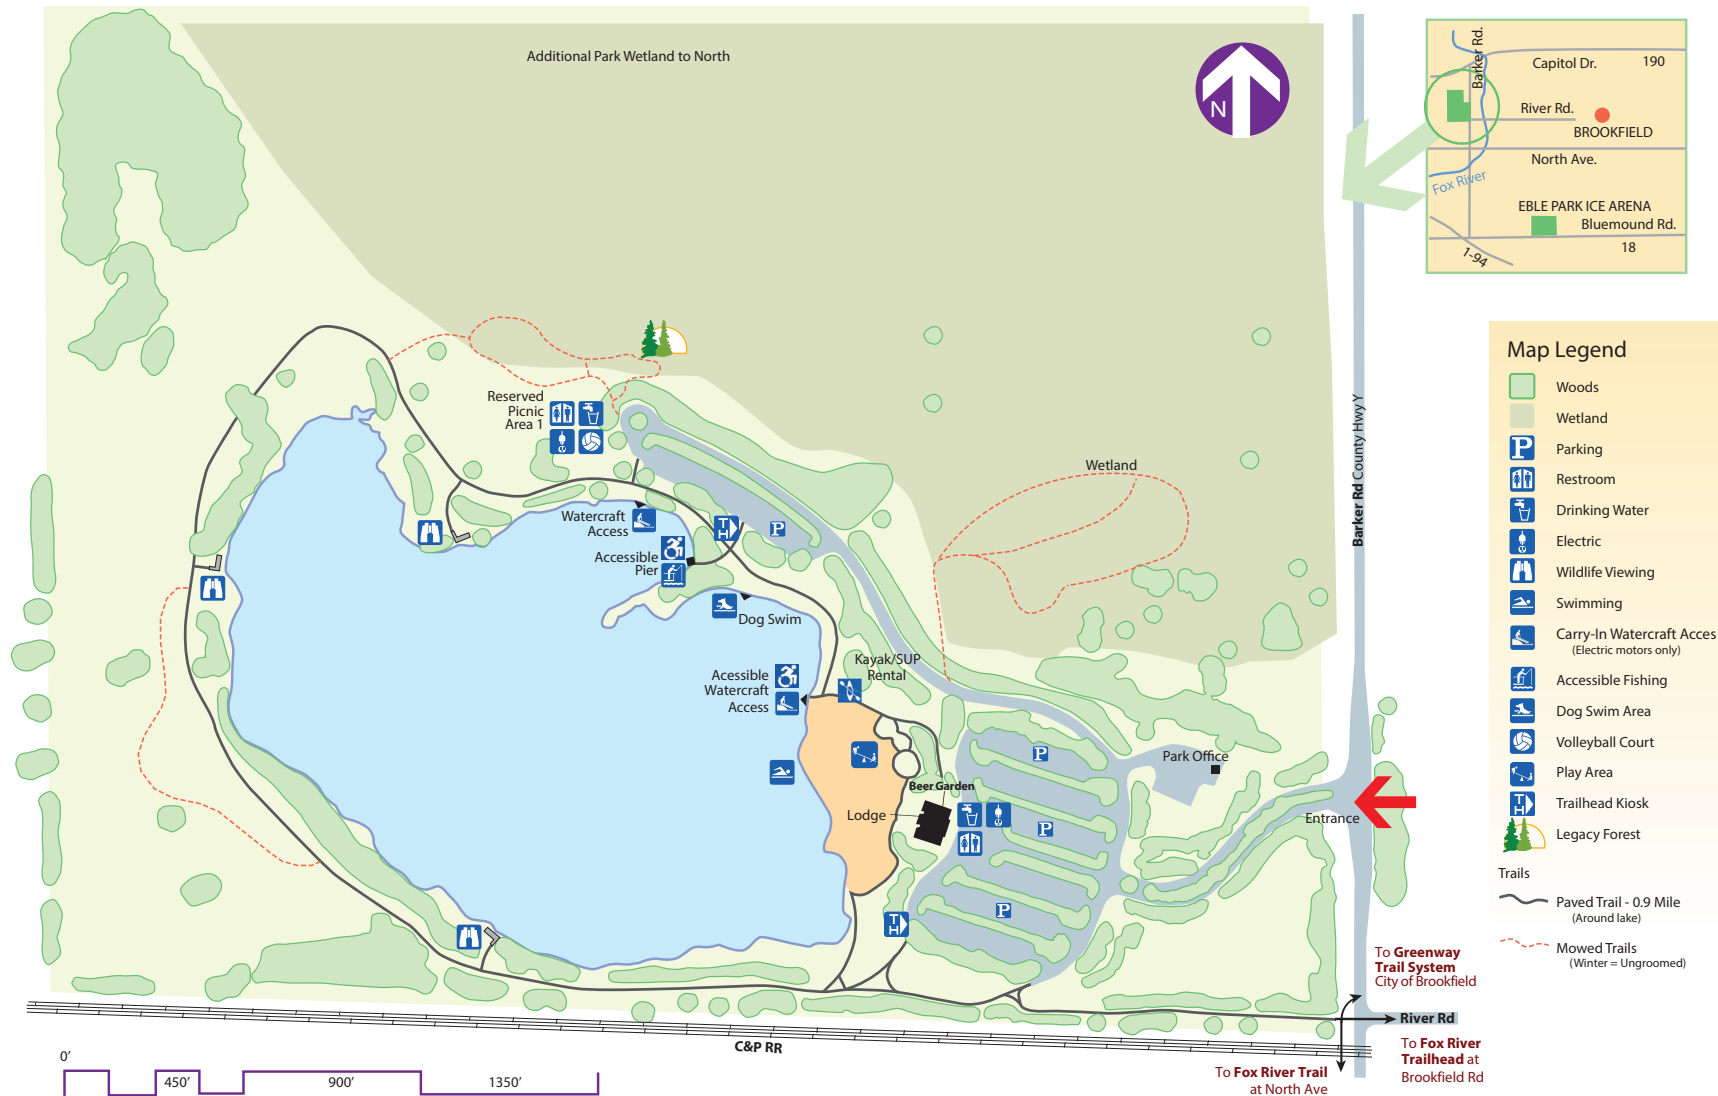 Additional Park Wetland to North
N
Barker Rd.
Capitol Dr.
190
River Rd.
BROOKFIELD
North Ave.
Fox River
EBLE PARK ICE ARENA
Bluemound Rd.
18
1-94
Barker Rd County Hwy Y
Map Legend
Woods
Wetland
P
Parking
Restroom
Drinking Water
Electric
Wildlife Viewing
Swimming
Carry-In Watercraft Acces
(Electric motors only)
Accessible Fishing
Dog Swim Area
Volleyball Court
Play Area
T
H
Trailhead Kiosk
Legacy Forest
Trails
Paved Trail - 0.9 Mile
(Around lake)
Mowed Trails
(Winter = Ungroomed)
Reserved
Picnic
Area 1
Wetland
Watercraft
Access
T
H
P
Accessible
Pier
Dog Swim
Kayak/SUP
Rental
Acessible
Watercraft
Access
P
Park Office
Beer Garden
Lodge
P
Entrance
P
T
H
To Greenway
Trail System
City of Brookfield
River Rd
To Fox River
Trailhead at
Brookfield Rd
To Fox River Trail
at North Ave
C&P RR
0'
450'
900'
1350'